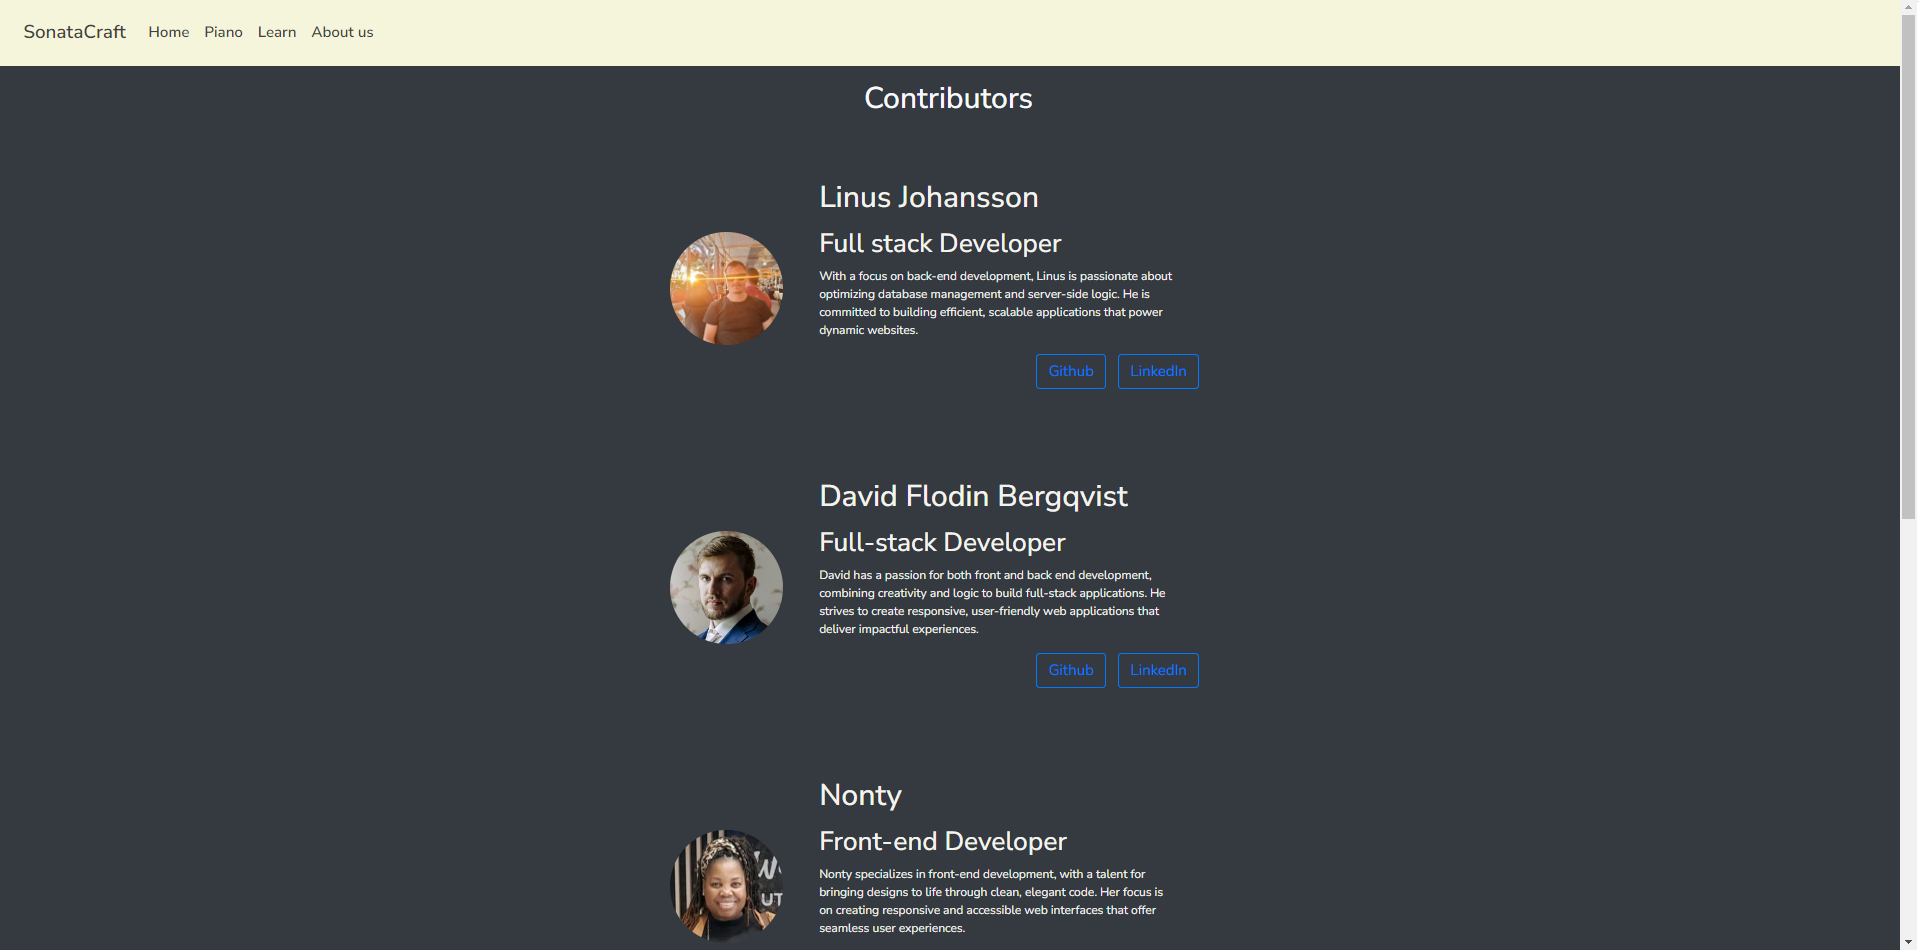 SonataCraft Home Piano Learn About us
Contributors
Linus Johansson
Full stack Developer
With a focus on back-end development, Linus is passionate about
optimizing database management and server-side logic. He is
committed to building efficient, scalable applications that power
dynamic websites.
Github LinkedIn
David Flodin Bergqvist
Full-stack Developer
David has a passion for both front and back end development,
combining creativity and logic to build full-stack applications. He
strives to create responsive, user-friendly web applications that
deliver impactful experiences.
Github LinkedIn
Nonty
Front-end Developer
Nonty specializes in front-end development, with a talent for
bringing designs to life through clean, elegant code. Her focus is
on creating responsive and accessible web interfaces that offer
seamless user experiences.